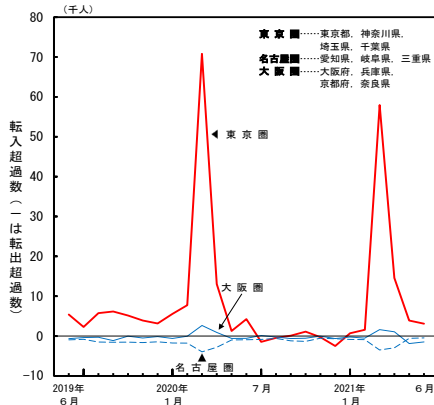 （千人）
80
70
60
50
40
30
20
10
0
−10
転入超過数（－は転出超過数）
東京圏……東京都，神奈川県，
埼玉県，千葉県
名古屋圏……愛知県，岐阜県，三重県
大阪圏……大阪府，兵庫県，
京都府，奈良県
東京圏
大阪圏
名古屋圏
2019年 2020年 2021年
6月 1月 7月 1月 6月